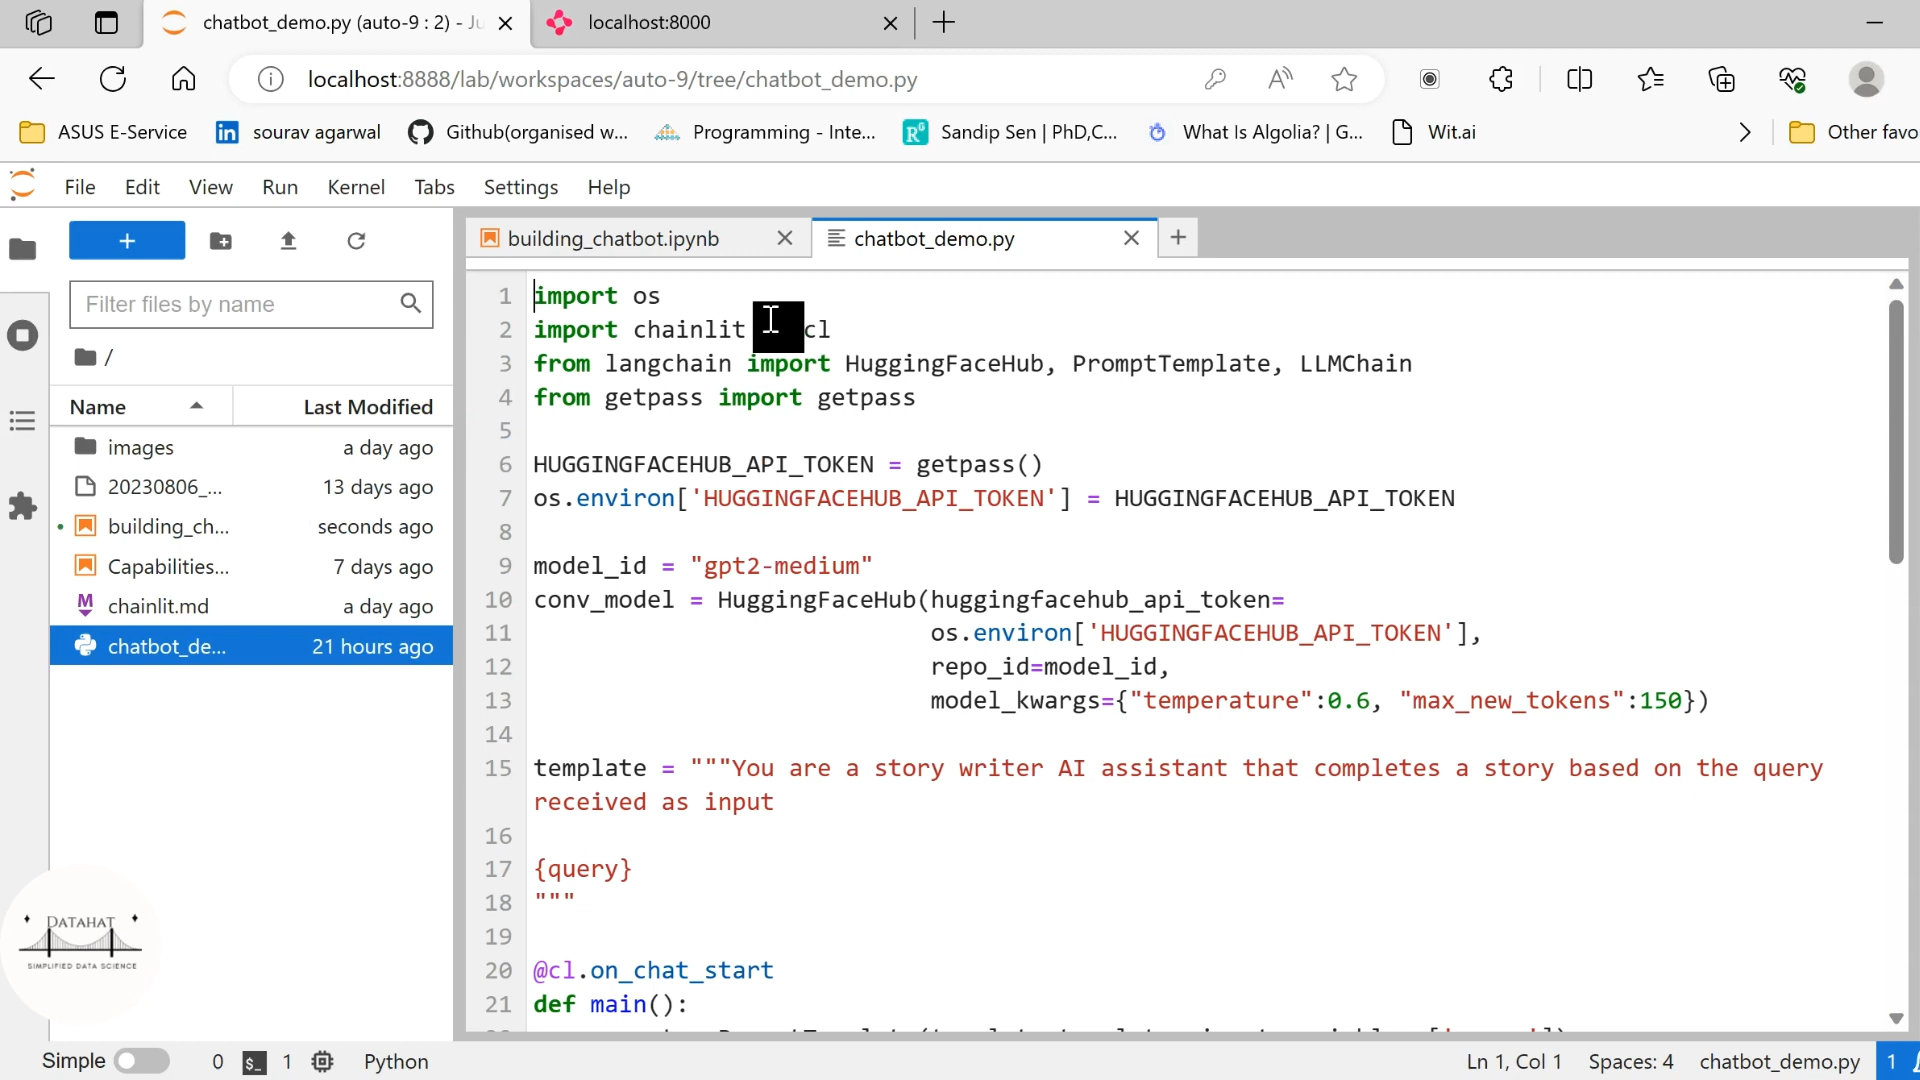 chatbot_demo.py (auto-9 : 2) - Ju
localhost:8000
localhost:8888/lab/workspaces/auto-9/tree/chatbot_demo.py
ASUS E-Service
sourav agarwal
Github(organised w...
Programming - Inte...
Sandip Sen | PhD,C...
What Is Algolia? | G...
Wit.ai
Other favo
File Edit View Run Kernel Tabs Settings Help
building_chatbot.ipynb
chatbot_demo.py
Filter files by name
/
Name Last Modified
images a day ago
20230806_... 13 days ago
building_ch... seconds ago
Capabilities... 7 days ago
chainlit.md a day ago
chatbot_de... 21 hours ago
1 import os
2 import chainlit cl
3 from langchain import HuggingFaceHub, PromptTemplate, LLMChain
4 from getpass import getpass
5
6 HUGGINGFACEHUB_API_TOKEN = getpass()
7 os.environ['HUGGINGFACEHUB_API_TOKEN'] = HUGGINGFACEHUB_API_TOKEN
8
9 model_id = "gpt2-medium"
10 conv_model = HuggingFaceHub(huggingfacehub_api_token=
11 os.environ['HUGGINGFACEHUB_API_TOKEN'],
12 repo_id=model_id,
13 model_kwargs={"temperature":0.6, "max_new_tokens":150})
14
15 template = """You are a story writer AI assistant that completes a story based on the query
received as input
16
17 {query}
18 """
19
20 @cl.on_chat_start
21 def main():
DATAHAT
SIMPLIFIED DATA SCIENCE
Simple 0 $_ 1 Python
Ln 1, Col 1 Spaces: 4 chatbot_demo.py 1